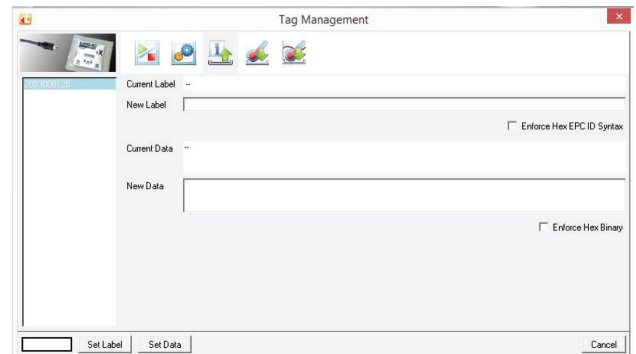 Tag Management
Current Label --
New Label
Enforce Hex EPC ID Syntax
Current Data --
New Data
Enforce Hex Binary
Set Label
Set Data
Cancel